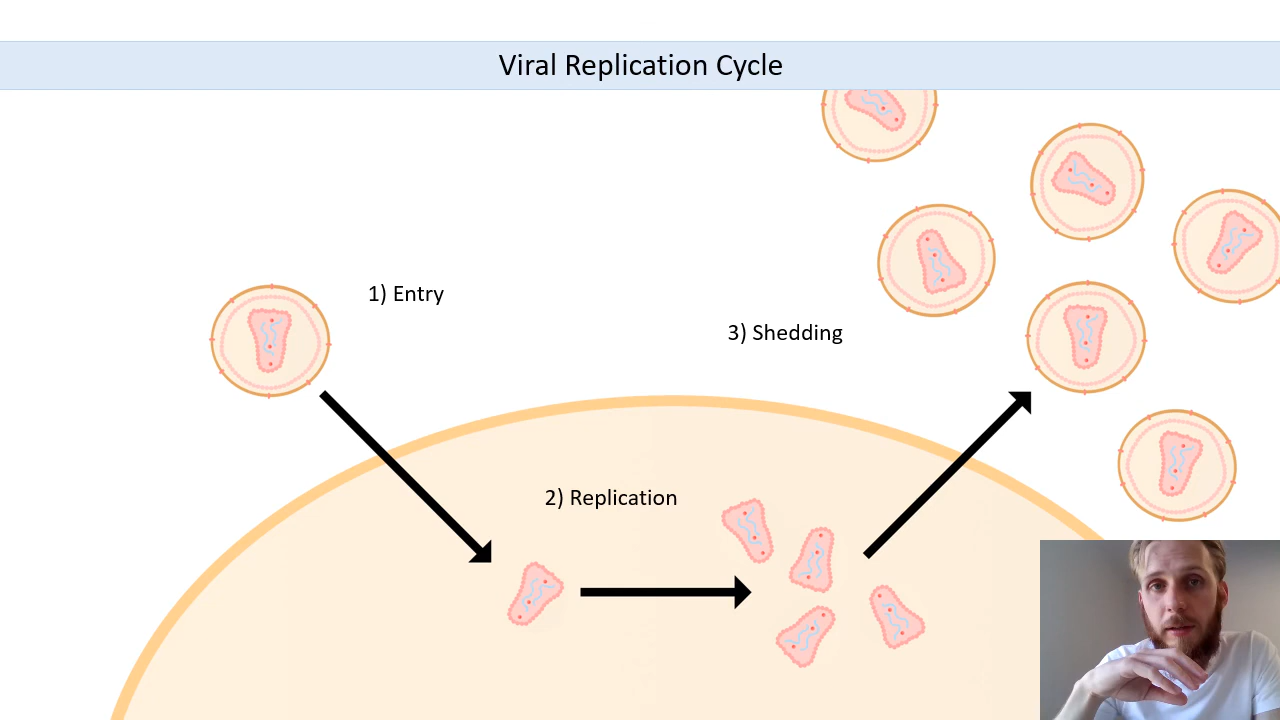 Viral Replication Cycle
1) Entry
3) Shedding
2) Replication